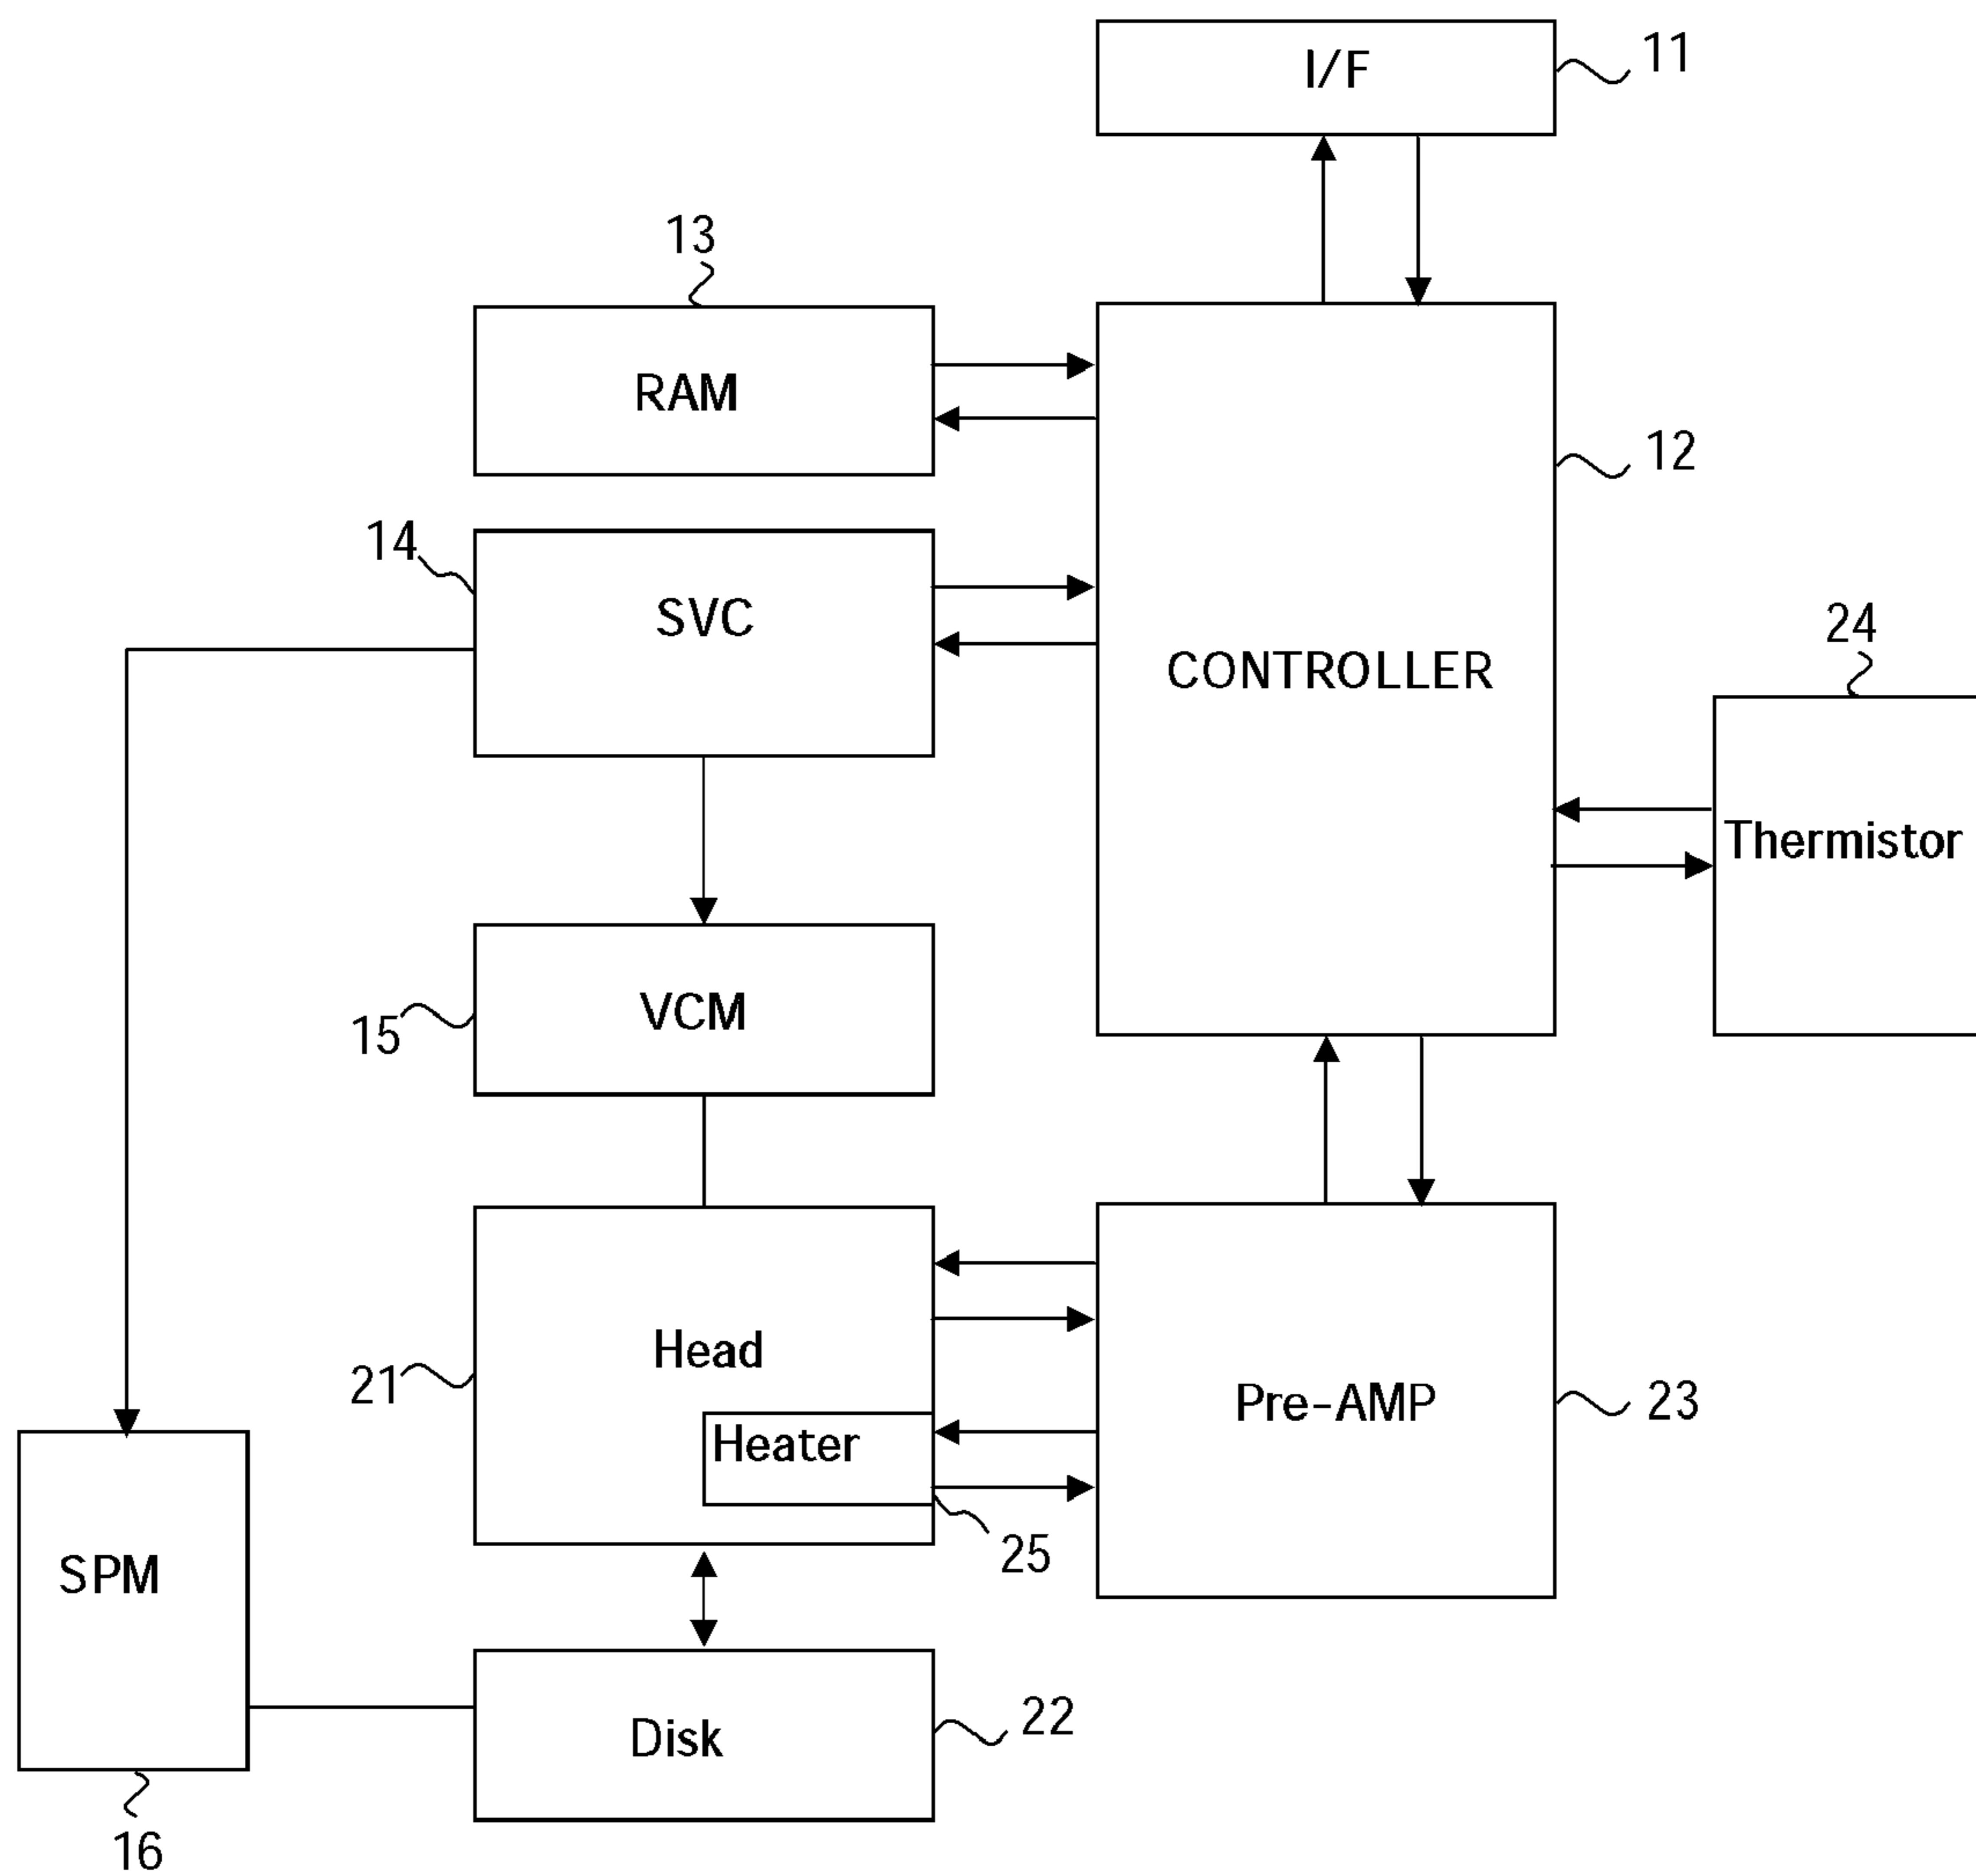 I/F
11
13
RAM
12
14
SVC
24
CONTROLLER
Thermistor
VCM
15
Head
21
Pre-AMP
23
Heater
25
SPM
22
Disk
16